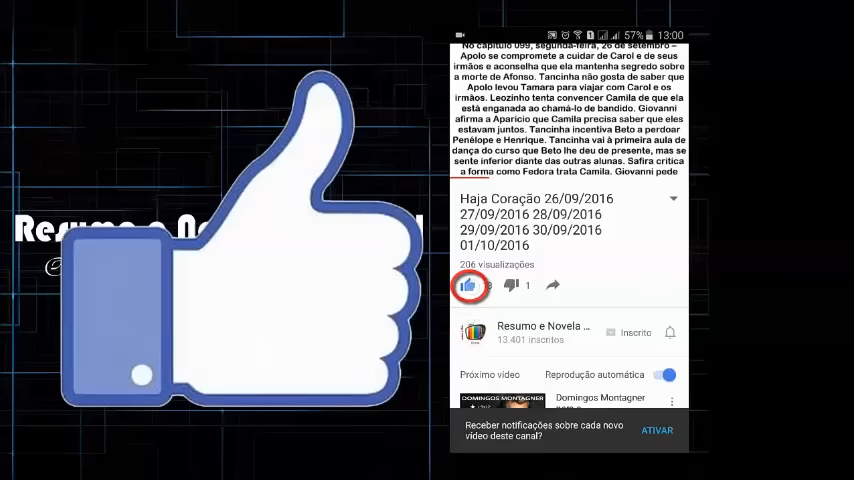 Resumo e No
57% 13:00
No capítulo 099, segunda-feira, 26 de setembro –
Apolo se compromete a cuidar de Carol e de seus
irmãos e aconselha que ela mantenha segredo sobre
a morte de Afonso. Tancinha não gosta de saber que
Apolo levou Tamara para viajar com Carol e os
irmãos. Leozinho tenta convencer Camila de que ela
está enganada ao chamá-lo de bandido. Giovanni
afirma a Aparício que Camila precisa saber que eles
estavam juntos. Tancinha incentiva Beto a perdoar
Penélope e Henrique. Tancinha vai à primeira aula de
dança do curso que Beto lhe deu de presente, mas se
sente inferior diante das outras alunas. Safira critica
a forma como Fedora trata Camila. Giovanni pede
Haja Coração 26/09/2016
27/09/2016 28/09/2016
29/09/2016 30/09/2016
01/10/2016
206 visualizações
1
Resumo e Novela ...
Inscrito
13.401 inscritos
Próximo vídeo Reprodução automática
DOMINGOS MONTAGNER
Domingos Montagner
Receber notificações sobre cada novo
vídeo deste canal?
ATIVAR